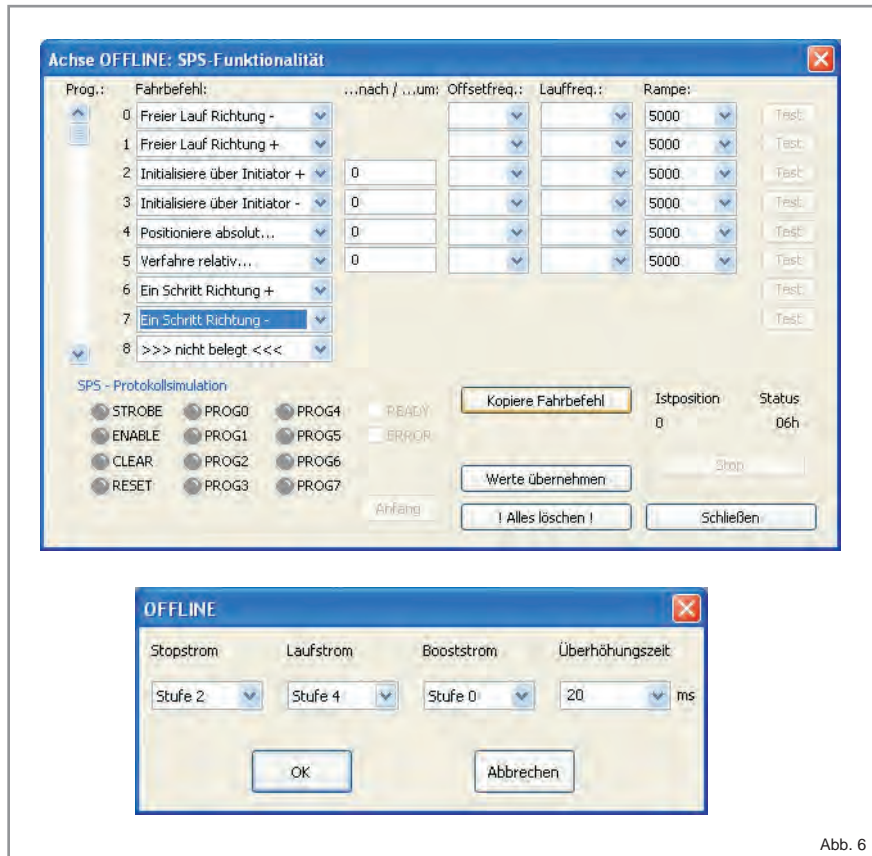 Achse OFFLINE: SPS-Funktionalität
Prog.: Fahrbefehl: ...nach / ...um: Offsetfreq.: Lauffreq.: Rampe:
0 Freier Lauf Richtung - 5000 Test
1 Freier Lauf Richtung + 5000 Test
2 Initialisiere über Initiator + 0 5000 Test
3 Initialisiere über Initiator - 0 5000 Test
4 Positioniere absolut... 0 5000 Test
5 Verfahre relativ... 0 5000 Test
6 Ein Schritt Richtung + Test
7 Ein Schritt Richtung - Test
8 >>> nicht belegt <<<
SPS - Protokollsimulation
STROBE PROG0 PROG4 READY
ENABLE PROG1 PROG5 ERROR
CLEAR PROG2 PROG6
RESET PROG3 PROG7
Anfang
Kopiere Fahrbefehl
Werte übernehmen
! Alles löschen !
Istposition Status
0 06h
Stop
Schließen
OFFLINE
Stopstrom Laufstrom Booststrom Überhöhungszeit
Stufe 2 Stufe 4 Stufe 0 20 ms
OK Abbrechen
Abb. 6